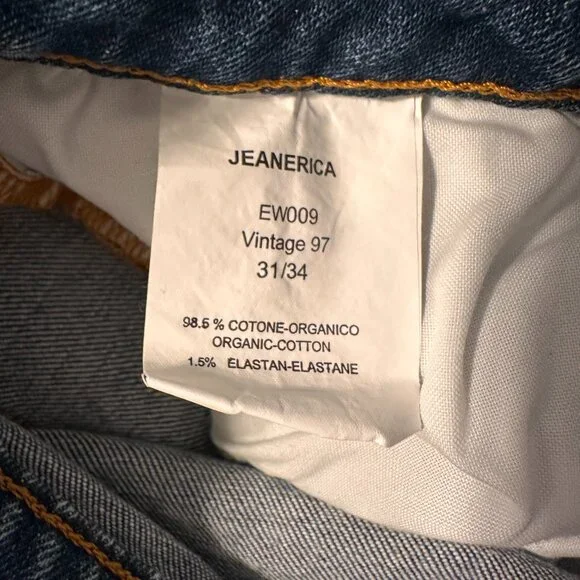 JEANERICA
EW009
Vintage 97
31/34
98.5 % COTONE-ORGANICO
ORGANIC-COTTON
1.5% ELASTAN-ELASTANE